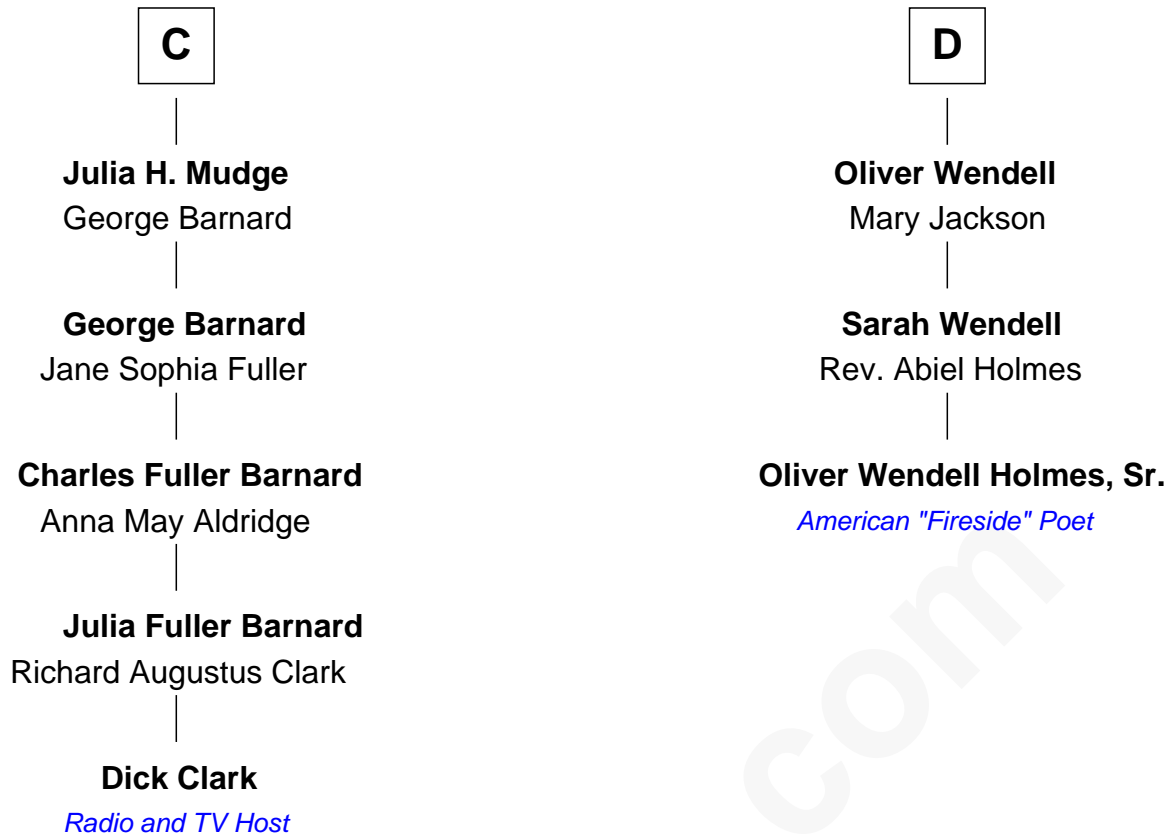 C
Julia H. Mudge
George Barnard
George Barnard
Jane Sophia Fuller
Charles Fuller Barnard
Anna May Aldridge
Julia Fuller Barnard
Richard Augustus Clark
Dick Clark
Radio and TV Host
D
Oliver Wendell
Mary Jackson
Sarah Wendell
Rev. Abiel Holmes
Oliver Wendell Holmes, Sr.
American "Fireside" Poet
com